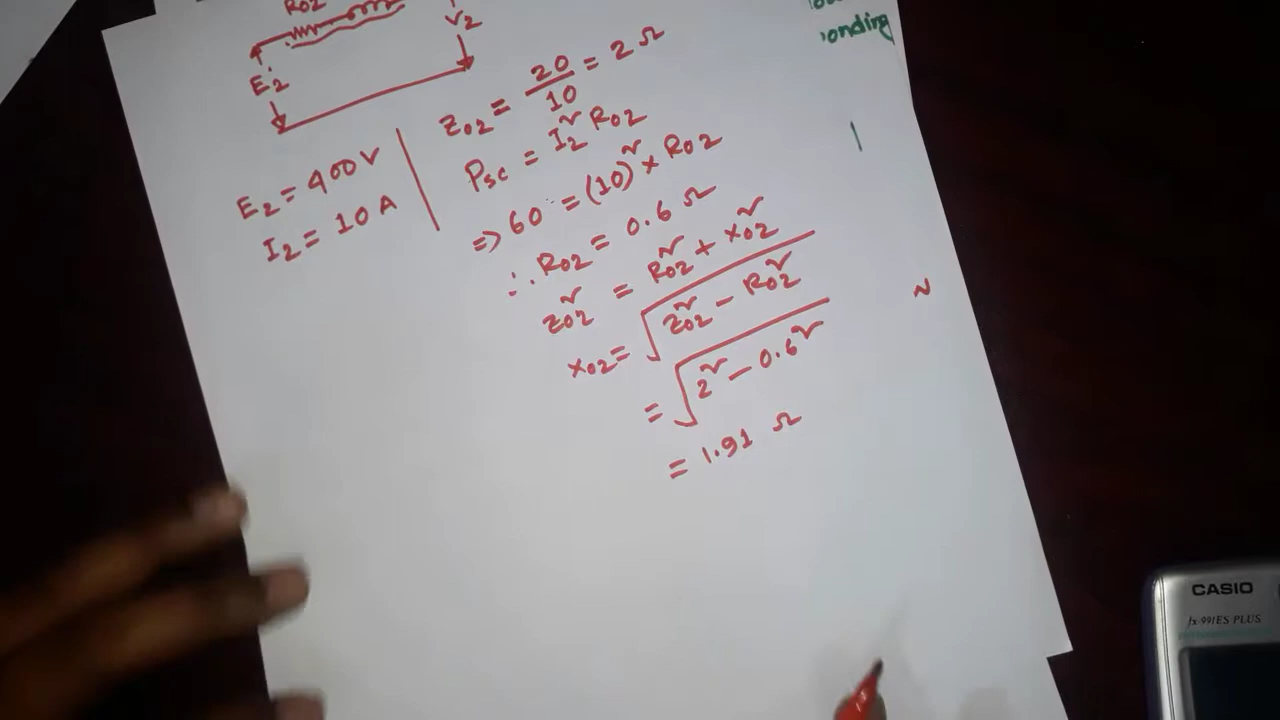 R02
V2
E2
E2 = 400 V
I2 = 10 A
Z02 = 20/10 = 2 Ω
Psc = I2² R02
⇒ 60 = (10)² × R02
∴ R02 = 0.6 Ω
Z02² = R02² + X02²
X02 = √(Z02² - R02²)
= √(2² - 0.6²)
= 1.91 Ω
onding
CASIO
fx-991ES PLUS